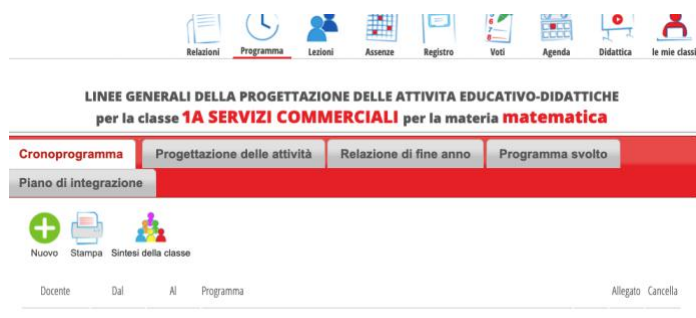 Relazioni Programma Lezioni Assenze Registro Voti Agenda Didattica le mie classi
LINEE GENERALI DELLA PROGETTAZIONE DELLE ATTIVITA EDUCATIVO-DIDATTICHE
per la classe 1A SERVIZI COMMERCIALI per la materia matematica
Cronoprogramma Progettazione delle attività Relazione di fine anno Programma svolto
Piano di integrazione
Nuovo Stampa Sintesi della classe
Docente Dal Al Programma Allegato Cancella